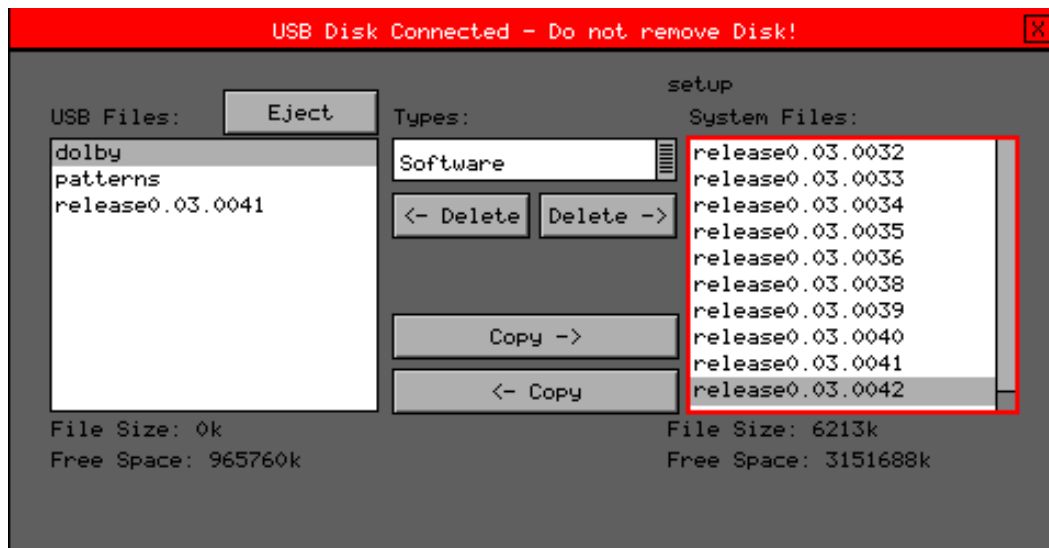 USB Disk Connected - Do not remove Disk!
X
setup
USB Files:
Eject
Types:
System Files:
dolby
patterns
release0.03.0041
Software
<- Delete
Delete ->
Copy ->
<- Copy
release0.03.0032
release0.03.0033
release0.03.0034
release0.03.0035
release0.03.0036
release0.03.0038
release0.03.0039
release0.03.0040
release0.03.0041
release0.03.0042
File Size: 0k
Free Space: 965760k
File Size: 6213k
Free Space: 3151688k